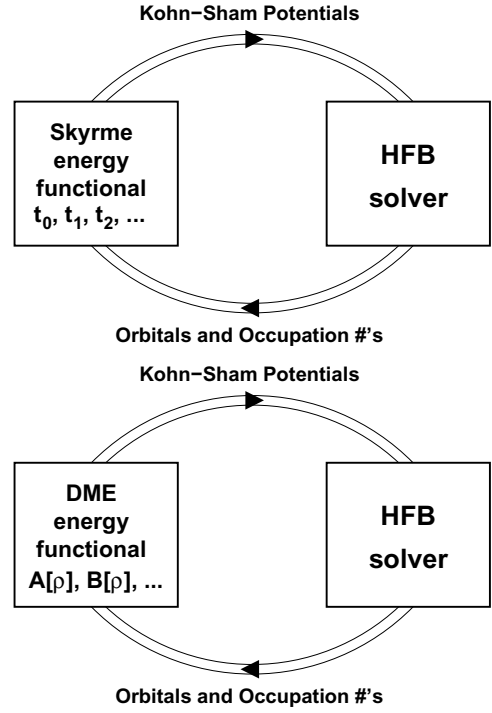 Kohn−Sham Potentials
Skyrme
energy
functional
t0, t1, t2, ...
HFB
solver
Orbitals and Occupation #'s
Kohn−Sham Potentials
DME
energy
functional
A[ρ], B[ρ], ...
HFB
solver
Orbitals and Occupation #'s